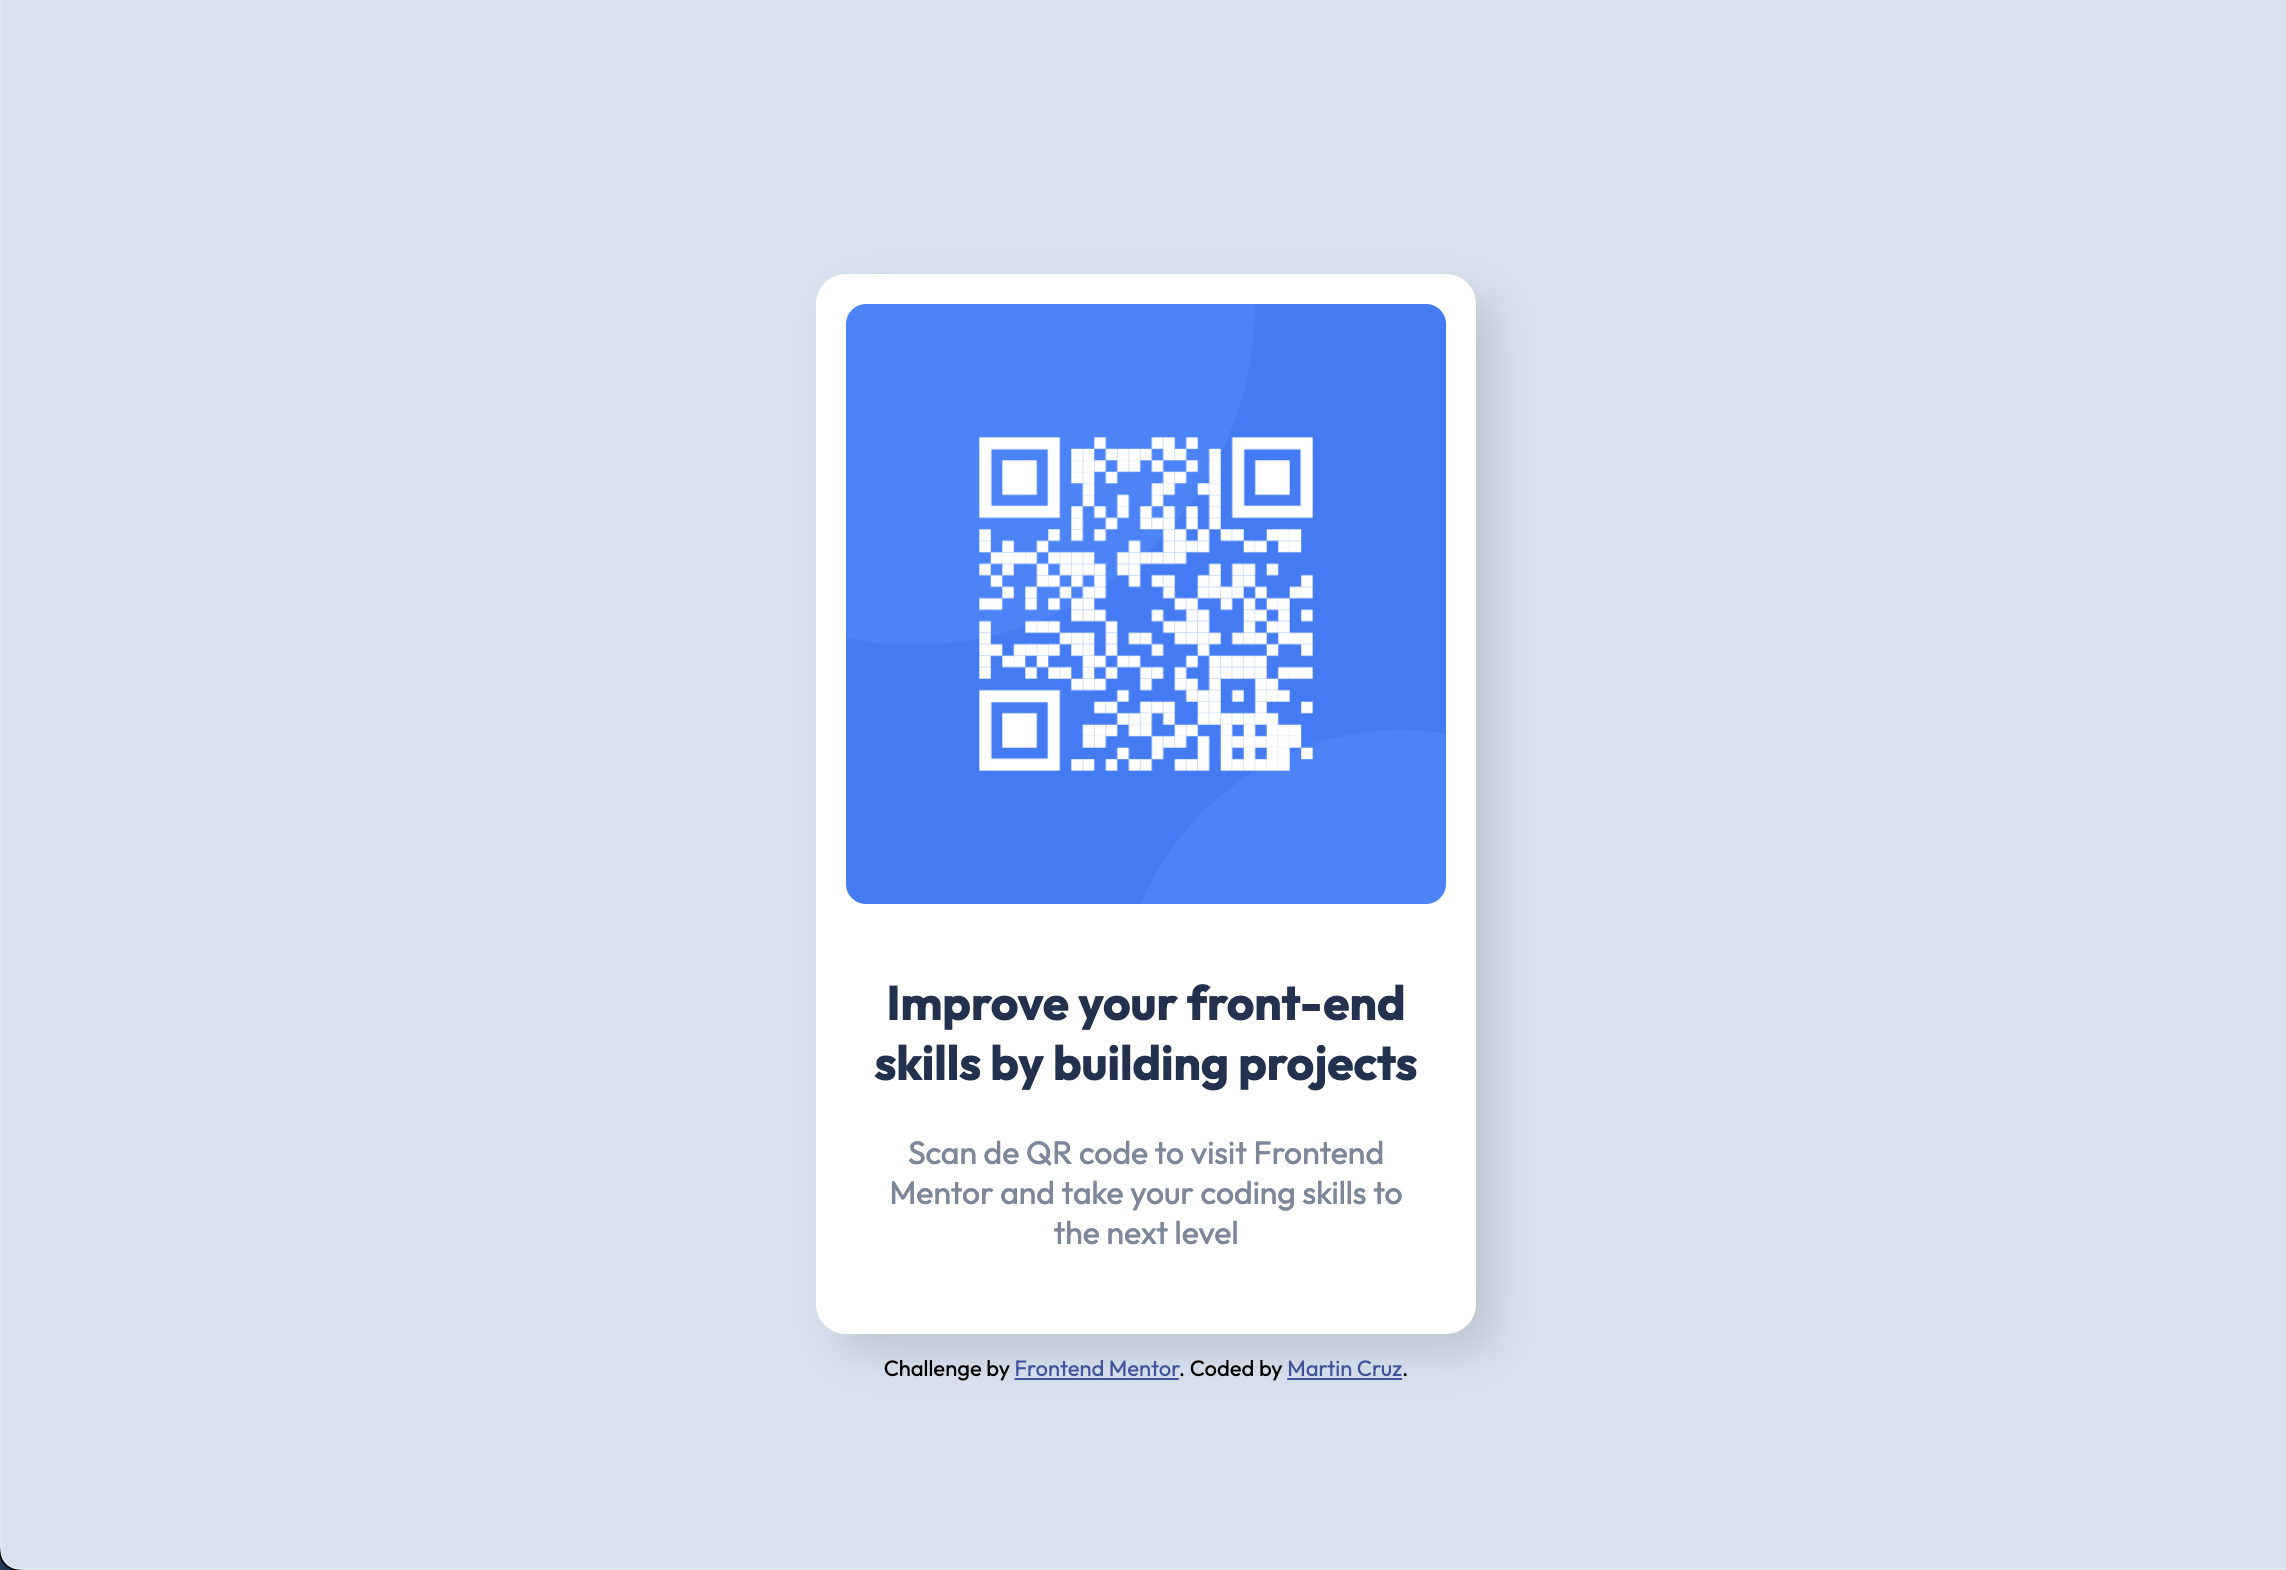 Improve your front-end
skills by building projects
Scan de QR code to visit Frontend
Mentor and take your coding skills to
the next level
Challenge by Frontend Mentor. Coded by Martin Cruz.